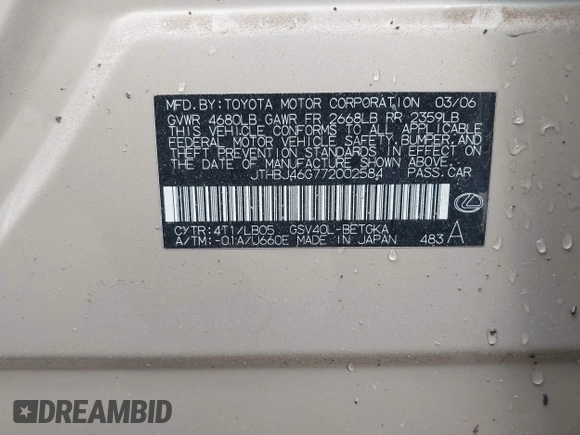 MFD. BY: TOYOTA MOTOR CORPORATION 03/06
GVWR 4680LB GAWR FR 2668LB RR 2359LB
THIS VEHICLE CONFORMS TO ALL APPLICABLE
FEDERAL MOTOR VEHICLE SAFETY, BUMPER, AND
THEFT PREVENTION STANDARDS IN EFFECT ON
THE DATE OF MANUFACTURE SHOWN ABOVE.
JTHBJ46G772002584 PASS. CAR
C/TR: 4T1/LB05 GSV40L-BETGKA
A/TM: -01A/U660E MADE IN JAPAN 483 A
DREAMBID